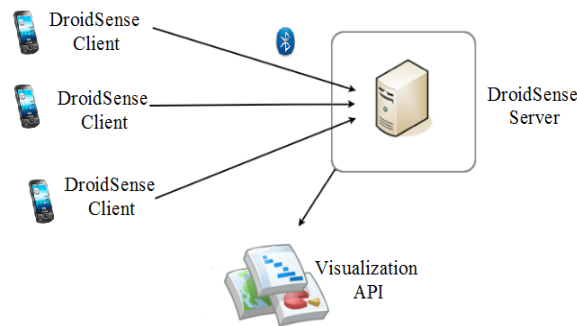 DroidSense
Client
DroidSense
Client
DroidSense
Client
DroidSense
Server
Visualization
API